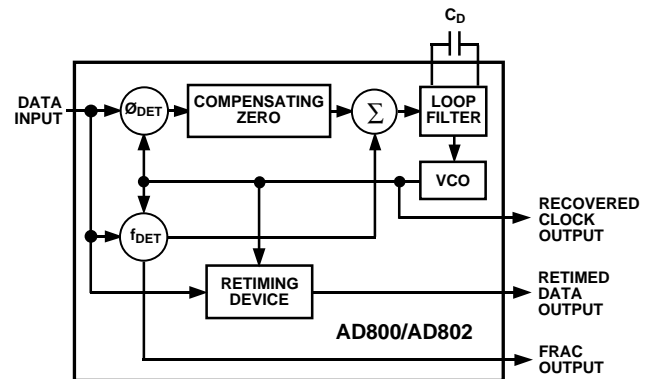 CD
DATA
INPUT
ØDET
COMPENSATING
ZERO
Σ
LOOP
FILTER
VCO
RECOVERED
CLOCK
OUTPUT
fDET
RETIMING
DEVICE
RETIMED
DATA
OUTPUT
AD800/AD802
FRAC
OUTPUT